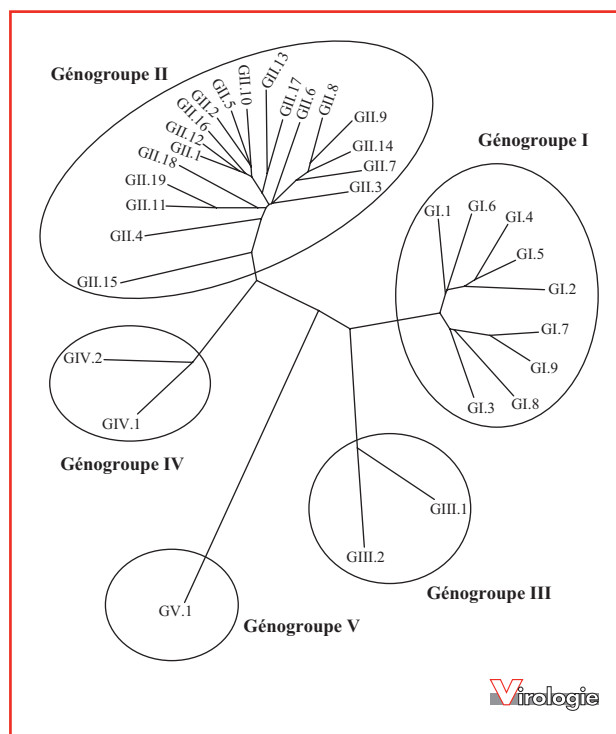 Génogroupe II
GII.13
GII.10
GII.5
GII.2
GII.16
GII.12
GII.1
GII.18
GII.19
GII.11
GII.4
GII.15
GII.17
GII.6
GII.8
GII.9
GII.14
GII.7
GII.3
Génogroupe I
GI.1
GI.6
GI.4
GI.5
GI.2
GI.7
GI.9
GI.8
GI.3
GIV.2
GIV.1
Génogroupe IV
GIII.1
GIII.2
Génogroupe III
GV.1
Génogroupe V
Virologie